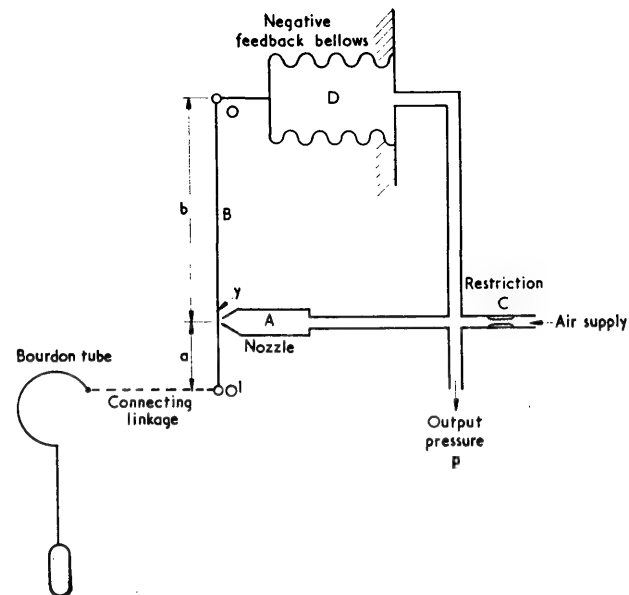 Negative
feedback bellows
D
O
b
B
y
Restriction
C
A
Air supply
Nozzle
a
Bourdon tube
O¹
Connecting
linkage
Output
pressure
p